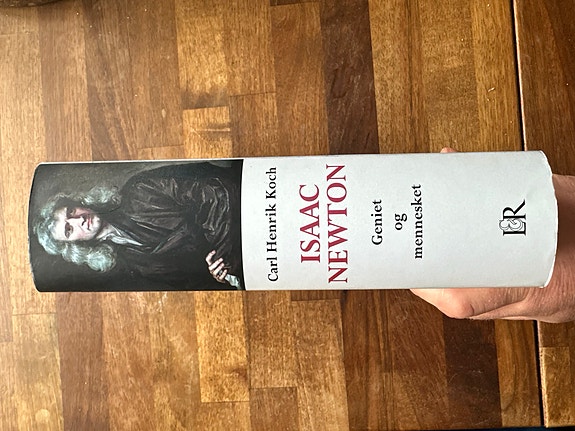 Carl Henrik Koch
ISAAC
NEWTON
Geniet
og
mennesket
L&R